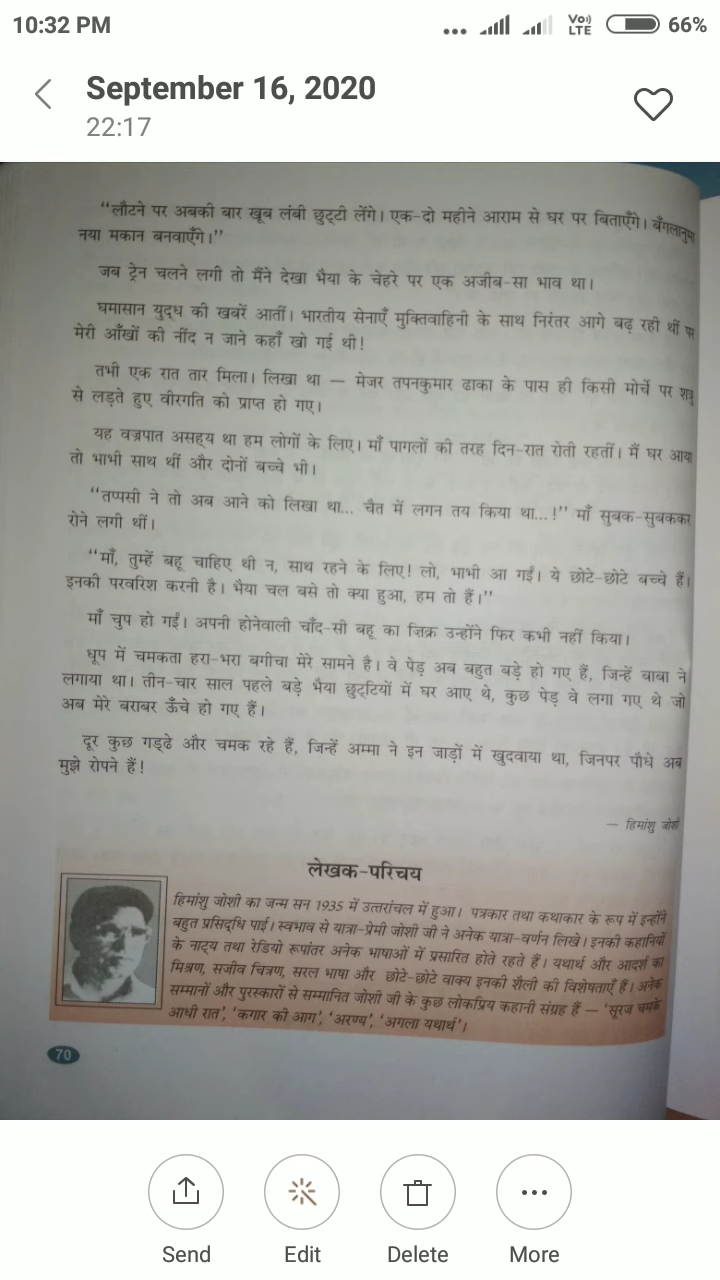 10:32 PM
Vo)) LTE
66%
September 16, 2020
22:17
“लौटने पर अबकी बार खूब लंबी छुट्टी लेंगे। एक-दो महीने आराम से घर पर बिताएँगे। बँगलानुमा
नया मकान बनवाएँगे।”
जब ट्रेन चलने लगी तो मैंने देखा भैया के चेहरे पर एक अजीब-सा भाव था।
घमासान युद्ध की खबरें आतीं। भारतीय सेनाएँ मुक्तिवाहिनी के साथ निरंतर आगे बढ़ रही थीं पर
मेरी आँखों की नींद न जाने कहाँ खो गई थी!
तभी एक रात तार मिला। लिखा था — मेजर तपनकुमार ढाका के पास ही किसी मोर्चे पर शत्रु
से लड़ते हुए वीरगति को प्राप्त हो गए।
यह वज्रपात असह्य था हम लोगों के लिए। माँ पागलों की तरह दिन-रात रोती रहतीं। मैं घर आया
तो भाभी साथ थीं और दोनों बच्चे भी।
“तप्पसी ने तो अब आने को लिखा था... चैत में लगन तय किया था...!” माँ सुबक-सुबककर
रोने लगी थीं।
“माँ, तुम्हें बहू चाहिए थी न, साथ रहने के लिए! लो, भाभी आ गईं। ये छोटे-छोटे बच्चे हैं।
इनकी परवरिश करनी है। भैया चल बसे तो क्या हुआ, हम तो हैं।”
माँ चुप हो गईं। अपनी होनेवाली चाँद-सी बहू का ज़िक्र उन्होंने फिर कभी नहीं किया।
धूप में चमकता हरा-भरा बगीचा मेरे सामने है। वे पेड़ अब बहुत बड़े हो गए हैं, जिन्हें बाबा ने
लगाया था। तीन-चार साल पहले बड़े भैया छुट्टियों में घर आए थे, कुछ पेड़ वे लगा गए थे जो
अब मेरे बराबर ऊँचे हो गए हैं।
दूर कुछ गड्ढे और चमक रहे हैं, जिन्हें अम्मा ने इन जाड़ों में खुदवाया था, जिनपर पौधे अब
मुझे रोपने हैं!
— हिमांशु जोशी
लेखक-परिचय
हिमांशु जोशी का जन्म सन 1935 में उत्तरांचल में हुआ। पत्रकार तथा कथाकार के रूप में इन्होंने
बहुत प्रसिद्धि पाई। स्वभाव से यात्रा-प्रेमी जोशी जी ने अनेक यात्रा-वर्णन लिखे। इनकी कहानियों
के नाट्य तथा रेडियो रूपांतर अनेक भाषाओं में प्रसारित होते रहते हैं। यथार्थ और आदर्श का
मिश्रण, सजीव चित्रण, सरल भाषा और छोटे-छोटे वाक्य इनकी शैली की विशेषताएँ हैं। अनेक
सम्मानों और पुरस्कारों से सम्मानित जोशी जी के कुछ लोकप्रिय कहानी संग्रह हैं — ‘सूरज चमके
आधी रात’, ‘कगार की आग’, ‘अरण्य’, ‘अगला यथार्थ’।
70
Send
Edit
Delete
More